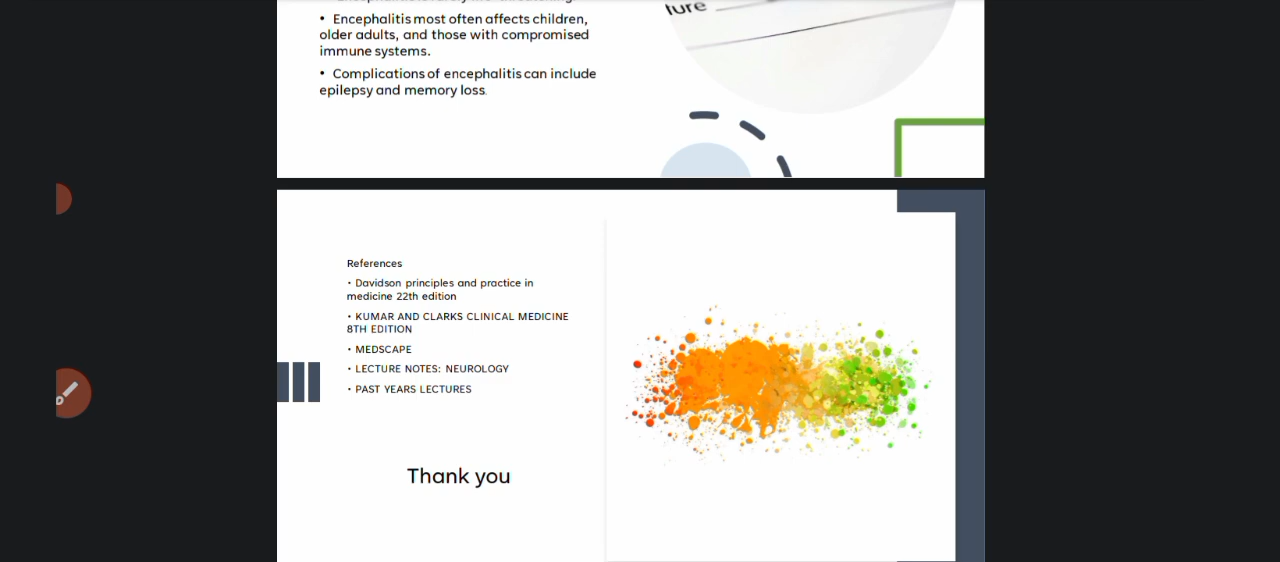 • Encephalitis most often affects children,
older adults, and those with compromised
immune systems.
• Complications of encephalitis can include
epilepsy and memory loss.
ture
References
• Davidson principles and practice in
medicine 22th edition
• KUMAR AND CLARKS CLINICAL MEDICINE
8TH EDITION
• MEDSCAPE
• LECTURE NOTES: NEUROLOGY
• PAST YEARS LECTURES
Thank you